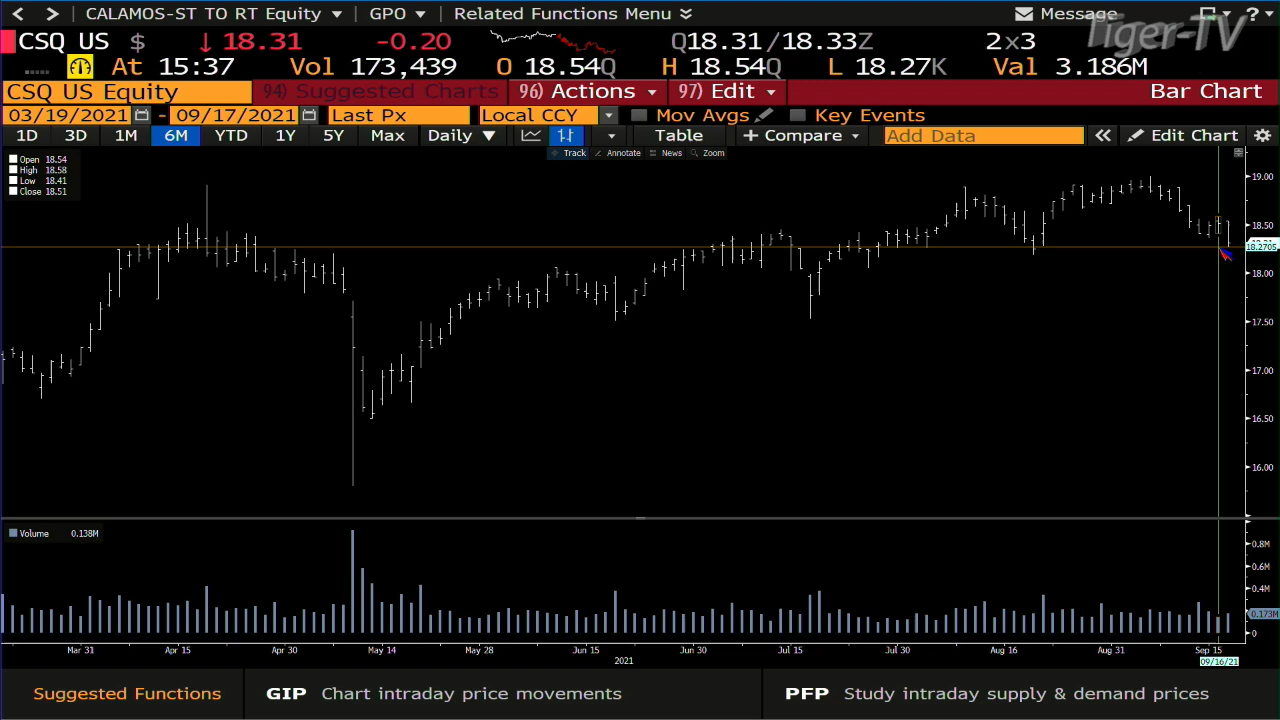 CALAMOS-ST TO RT Equity GPO Related Functions Menu Message ?
Tiger-TV
CSQ US $ ↓ 18.31 -0.20 Q18.31/18.33Z 2x3
At 15:37 Vol 173,439 O 18.54Q H 18.54Q L 18.27K Val 3.186M
CSQ US Equity 94) Suggested Charts 96) Actions 97) Edit Bar Chart
03/19/2021 - 09/17/2021 Last Px Local CCY Mov Avgs Key Events
1D 3D 1M 6M YTD 1Y 5Y Max Daily ▼ Table + Compare Add Data « Edit Chart
Track Annotate News Zoom
Open 18.54
High 18.58
Low 18.41
Close 18.51
19.00
18.50
18.2705
18.00
17.50
17.00
16.50
16.00
Volume 0.138M
0.8M
0.6M
0.4M
0.173M
0
Mar 31 Apr 15 Apr 30 May 14 May 28 Jun 15 Jun 30 Jul 15 Jul 30 Aug 16 Aug 31 Sep 15
2021 09/16/21
Suggested Functions GIP Chart intraday price movements PFP Study intraday supply & demand prices